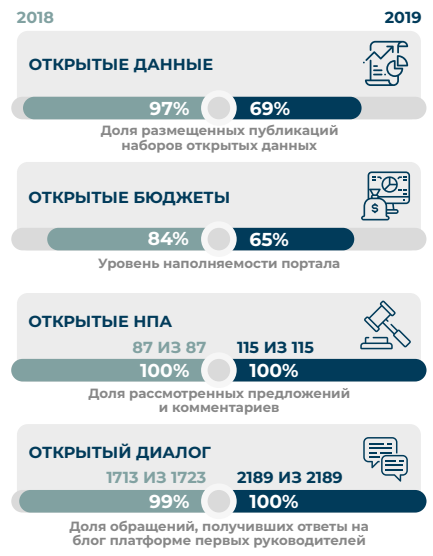 2018 2019
ОТКРЫТЫЕ ДАННЫЕ
97% 69%
Доля размещенных публикаций
наборов открытых данных
ОТКРЫТЫЕ БЮДЖЕТЫ
$
84% 65%
Уровень наполняемости портала
ОТКРЫТЫЕ НПА
87 ИЗ 87 115 ИЗ 115
100% 100%
Доля рассмотренных предложений
и комментариев
ОТКРЫТЫЙ ДИАЛОГ
1713 ИЗ 1723 2189 ИЗ 2189
99% 100%
Доля обращений, получивших ответы на
блог платформе первых руководителей